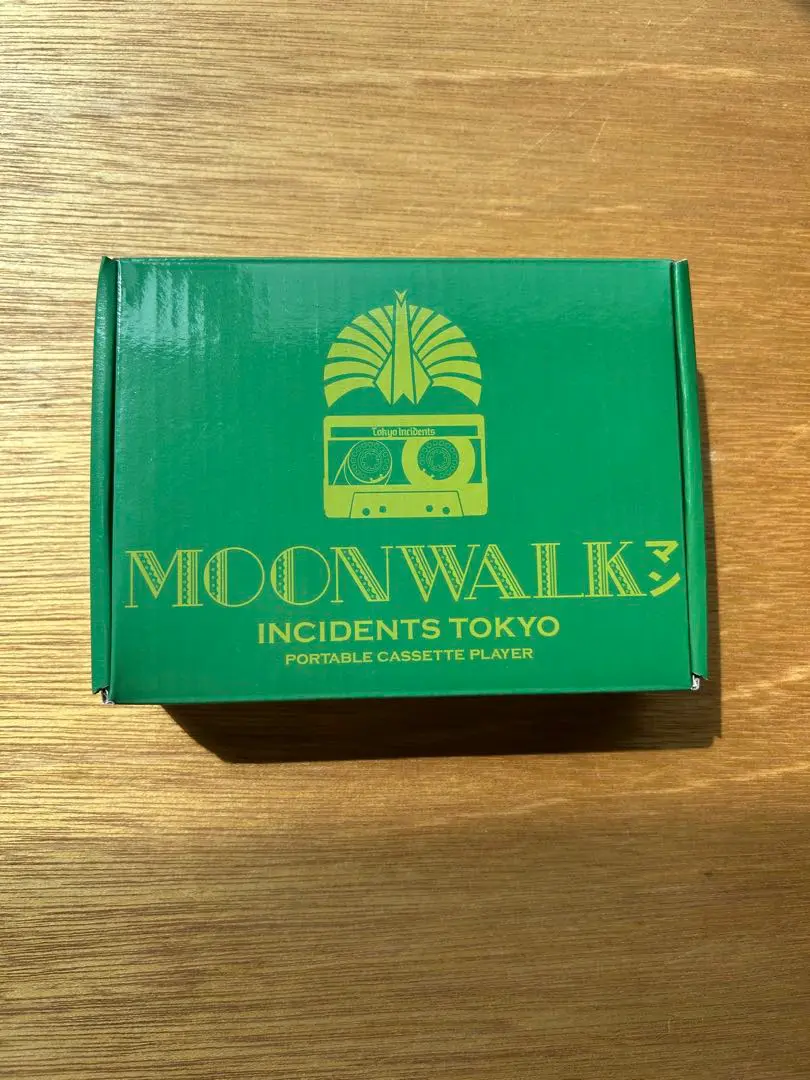 Tokyo Incidents
MOONWALKマン
INCIDENTS TOKYO
PORTABLE CASSETTE PLAYER